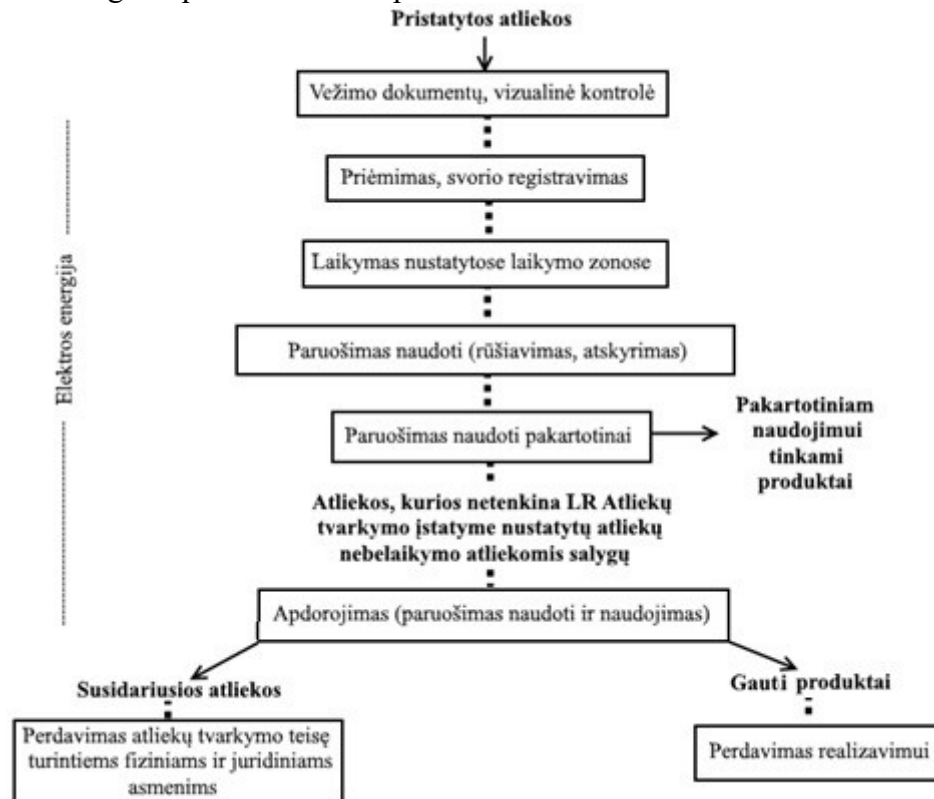 Pristatytos atliekos
Vežimo dokumentų, vizualinė kontrolė
Priėmimas, svorio registravimas
Laikymas nustatytose laikymo zonose
Elektros energija
Paruošimas naudoti (rūšiavimas, atskyrimas)
Paruošimas naudoti pakartotinai
Pakartotiniam
naudojimui
tinkami
produktai
Atliekos, kurios netenkina LR Atliekų
tvarkymo įstatyme nustatytų atliekų
nebelaikymo atliekomis salygų
Apdorojimas (paruošimas naudoti ir naudojimas)
Susidariusios atliekos
Gauti produktai
Perdavimas atliekų tvarkymo teisę
turintiems fiziniams ir juridiniams
asmenims
Perdavimas realizavimui